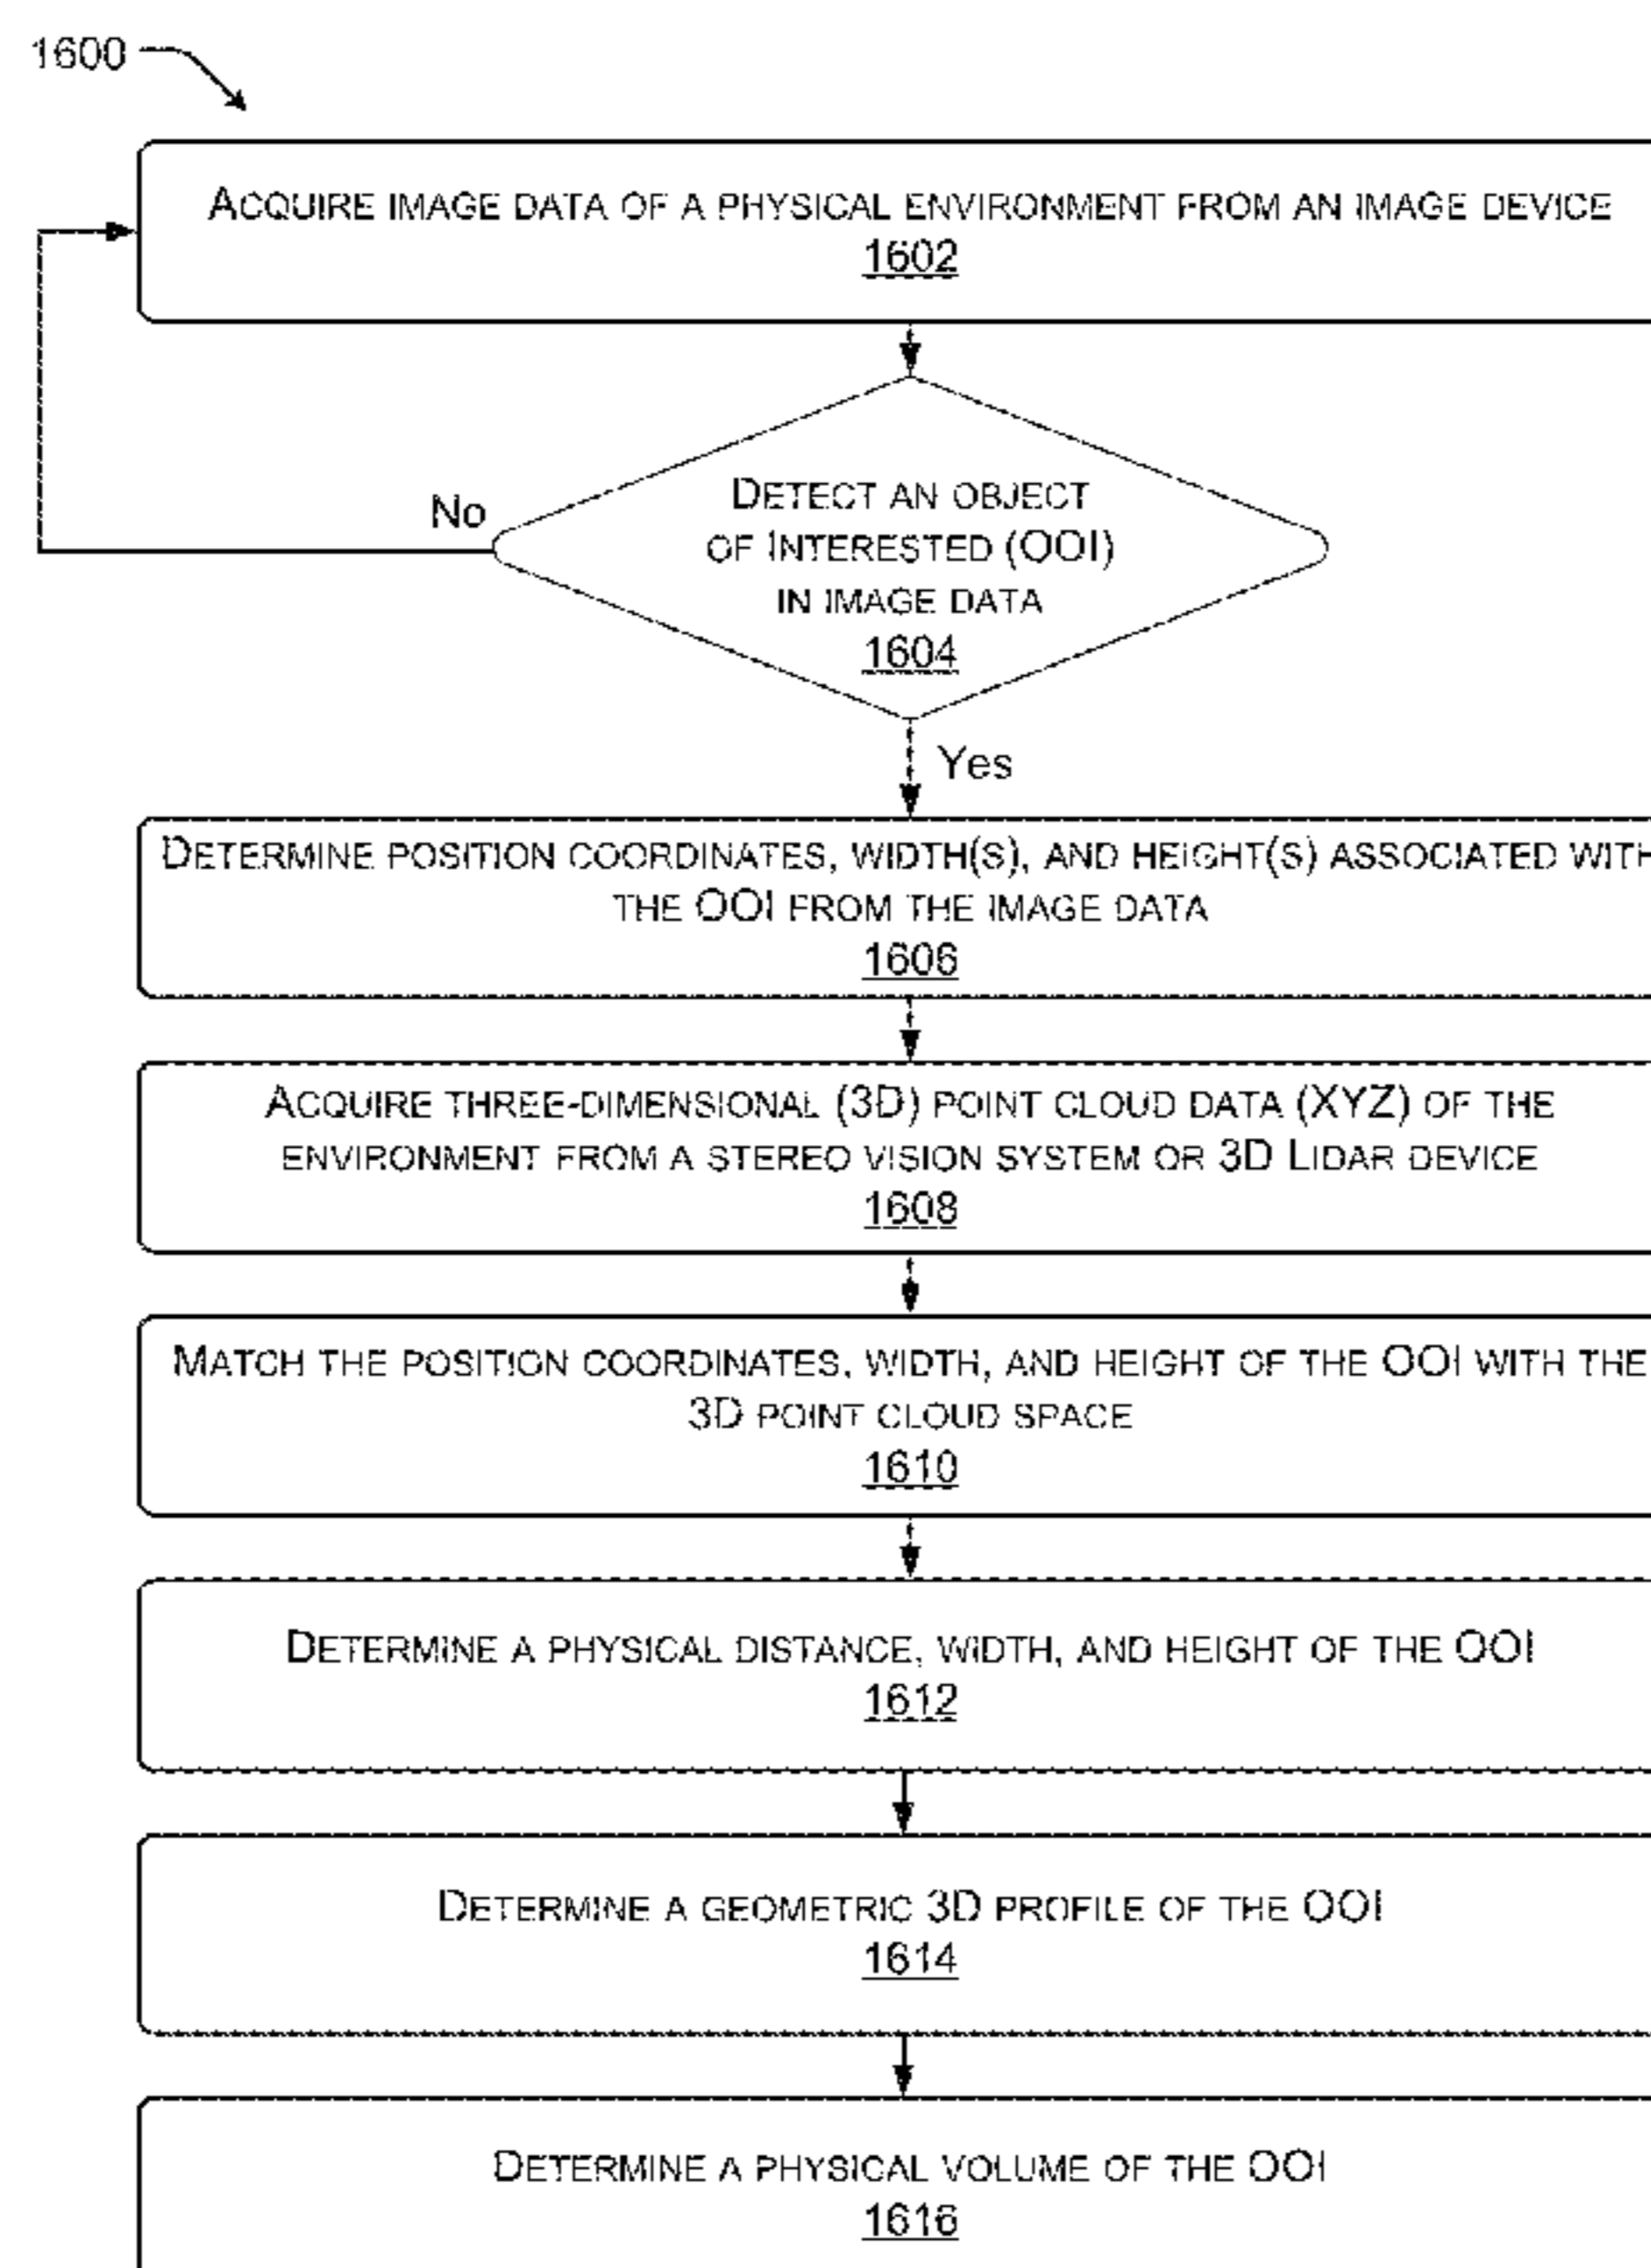 1600
ACQUIRE IMAGE DATA OF A PHYSICAL ENVIRONMENT FROM AN IMAGE DEVICE
1602
No
DETECT AN OBJECT
OF INTERESTED (OOI)
IN IMAGE DATA
1604
Yes
DETERMINE POSITION COORDINATES, WIDTH(S), AND HEIGHT(S) ASSOCIATED WITH
THE OOI FROM THE IMAGE DATA
1606
ACQUIRE THREE-DIMENSIONAL (3D) POINT CLOUD DATA (XYZ) OF THE
ENVIRONMENT FROM A STEREO VISION SYSTEM OR 3D LIDAR DEVICE
1608
MATCH THE POSITION COORDINATES, WIDTH, AND HEIGHT OF THE OOI WITH THE
3D POINT CLOUD SPACE
1610
DETERMINE A PHYSICAL DISTANCE, WIDTH, AND HEIGHT OF THE OOI
1612
DETERMINE A GEOMETRIC 3D PROFILE OF THE OOI
1614
DETERMINE A PHYSICAL VOLUME OF THE OOI
1616